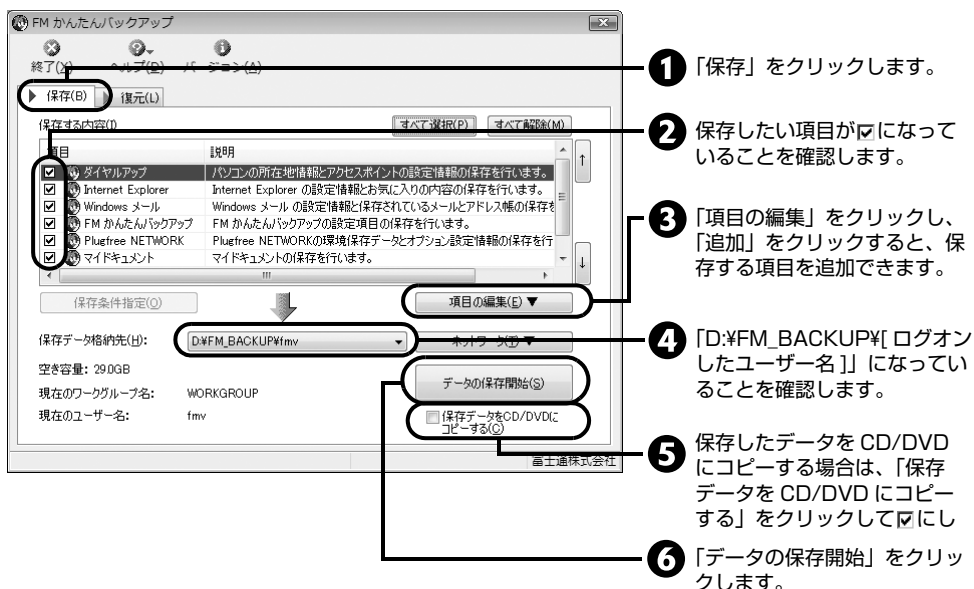 FM かんたんバックアップ
終了(X) ヘルプ(P) バージョン(A)
保存(B) 復元(L)
保存する内容(I) すべて選択(P) すべて解除(M)
項目 説明
ダイヤルアップ パソコンの所在地情報とアクセスポイントの設定情報の保存を行います。
Internet Explorer Internet Explorer の設定情報とお気に入りの内容の保存を行います。
Windows メール Windows メール の設定情報と保存されているメールとアドレス帳の保存を
FM かんたんバックアップ FM かんたんバックアップの設定項目の保存を行います。
Plugfree NETWORK Plugfree NETWORKの環境保存データとオプション設定情報の保存を行
マイドキュメント マイドキュメントの保存を行います。
保存条件指定(O) 項目の編集(E) ▼
保存データ格納先(H): D:¥FM_BACKUP¥fmv ネットワーク(T) ▼
空き容量: 29.0GB
データの保存開始(S)
現在のワークグループ名: WORKGROUP
現在のユーザー名: fmv
保存データをCD/DVDに
コピーする(C)
富士通株式会社
1 「保存」をクリックします。
2 保存したい項目が☑になって
いることを確認します。
3 「項目の編集」をクリックし、
「追加」をクリックすると、保
存する項目を追加できます。
4 「D:¥FM_BACKUP¥[ ログオン
したユーザー名 ]」になってい
ることを確認します。
5 保存したデータを CD/DVD
にコピーする場合は、「保存
データを CD/DVD にコピー
する」をクリックして☑にし
6 「データの保存開始」をクリッ
クします。